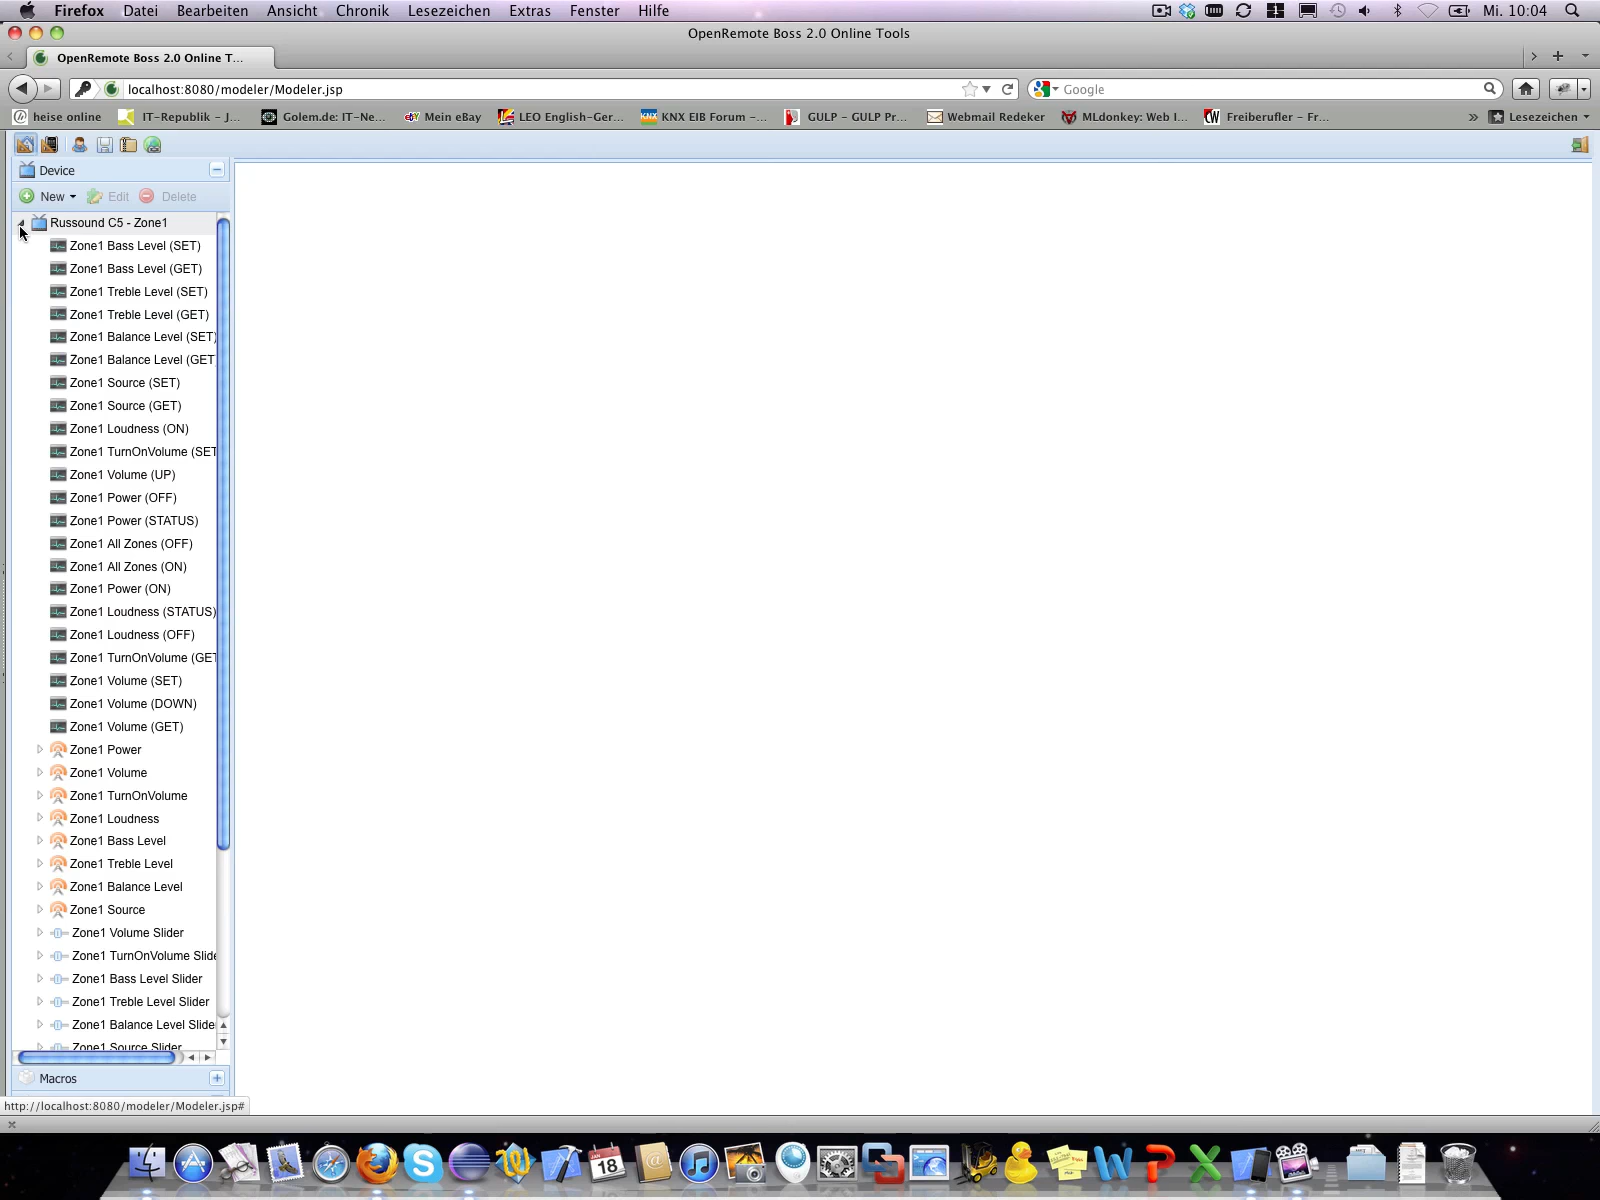 Firefox Datei Bearbeiten Ansicht Chronik Lesezeichen Extras Fenster Hilfe 1 Mi. 10:04
OpenRemote Boss 2.0 Online Tools
OpenRemote Boss 2.0 Online T...
localhost:8080/modeler/Modeler.jsp Google
heise online IT-Republik – J... Golem.de: IT-Ne... Mein eBay LEO English-Ger... KNX EIB Forum –... GULP – GULP Pr... Webmail Redeker MLdonkey: Web I... Freiberufler – Fr... » Lesezeichen
Device
New Edit Delete
Russound C5 - Zone1
Zone1 Bass Level (SET)
Zone1 Bass Level (GET)
Zone1 Treble Level (SET)
Zone1 Treble Level (GET)
Zone1 Balance Level (SET)
Zone1 Balance Level (GET
Zone1 Source (SET)
Zone1 Source (GET)
Zone1 Loudness (ON)
Zone1 TurnOnVolume (SET
Zone1 Volume (UP)
Zone1 Power (OFF)
Zone1 Power (STATUS)
Zone1 All Zones (OFF)
Zone1 All Zones (ON)
Zone1 Power (ON)
Zone1 Loudness (STATUS)
Zone1 Loudness (OFF)
Zone1 TurnOnVolume (GET
Zone1 Volume (SET)
Zone1 Volume (DOWN)
Zone1 Volume (GET)
Zone1 Power
Zone1 Volume
Zone1 TurnOnVolume
Zone1 Loudness
Zone1 Bass Level
Zone1 Treble Level
Zone1 Balance Level
Zone1 Source
Zone1 Volume Slider
Zone1 TurnOnVolume Slide
Zone1 Bass Level Slider
Zone1 Treble Level Slider
Zone1 Balance Level Slide
Zone1 Source Slider
Macros
http://localhost:8080/modeler/Modeler.jsp#
18